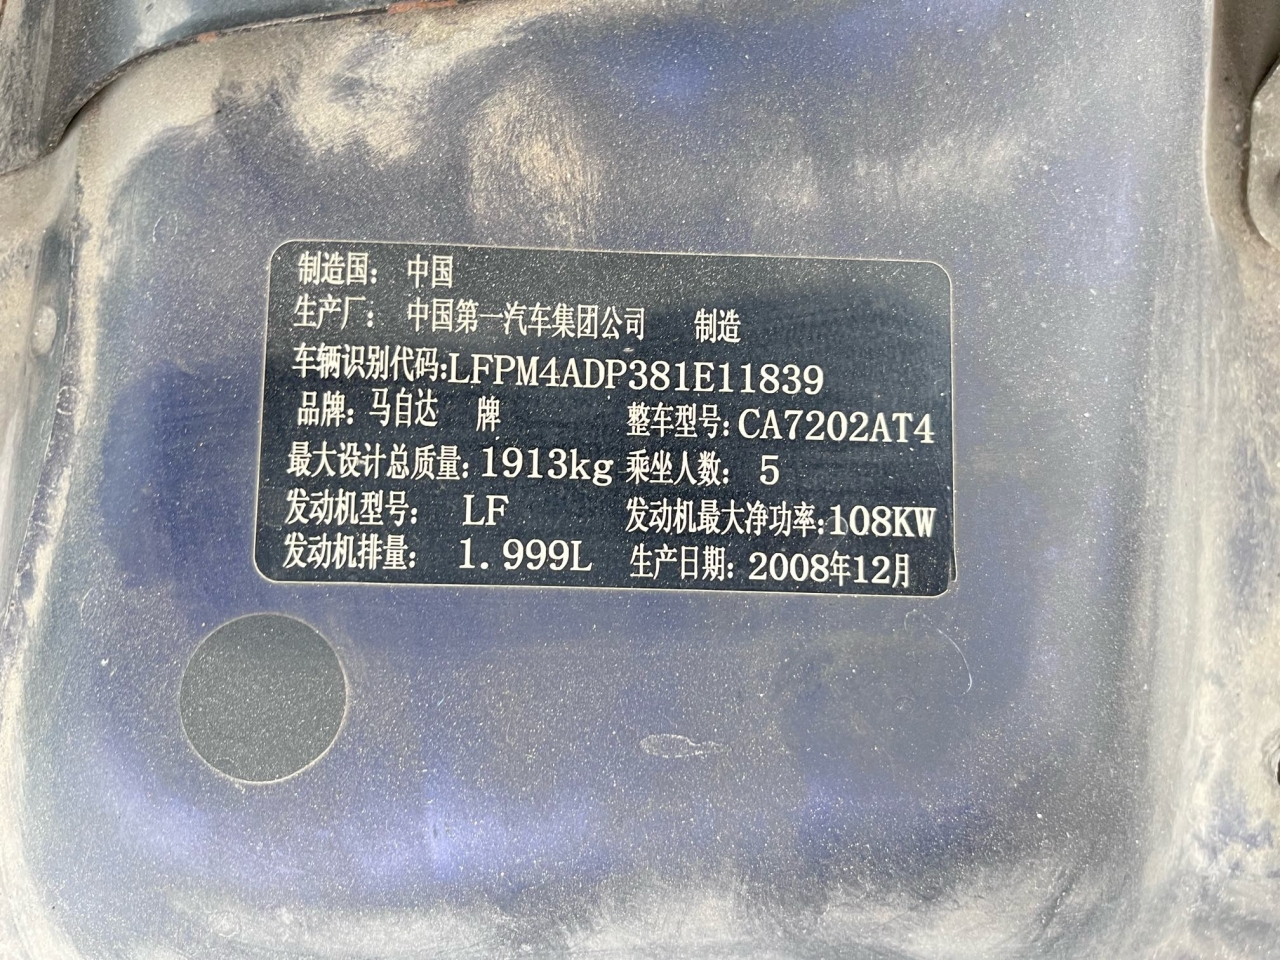 制造国： 中国
生产厂： 中国第一汽车集团公司 制造
车辆识别代码:LFPM4ADP381E11839
品牌: 马自达 牌 整车型号:CA7202AT4
最大设计总质量: 1913kg 乘坐人数: 5
发动机型号: LF 发动机最大净功率:108KW
发动机排量: 1.999L 生产日期: 2008年12月